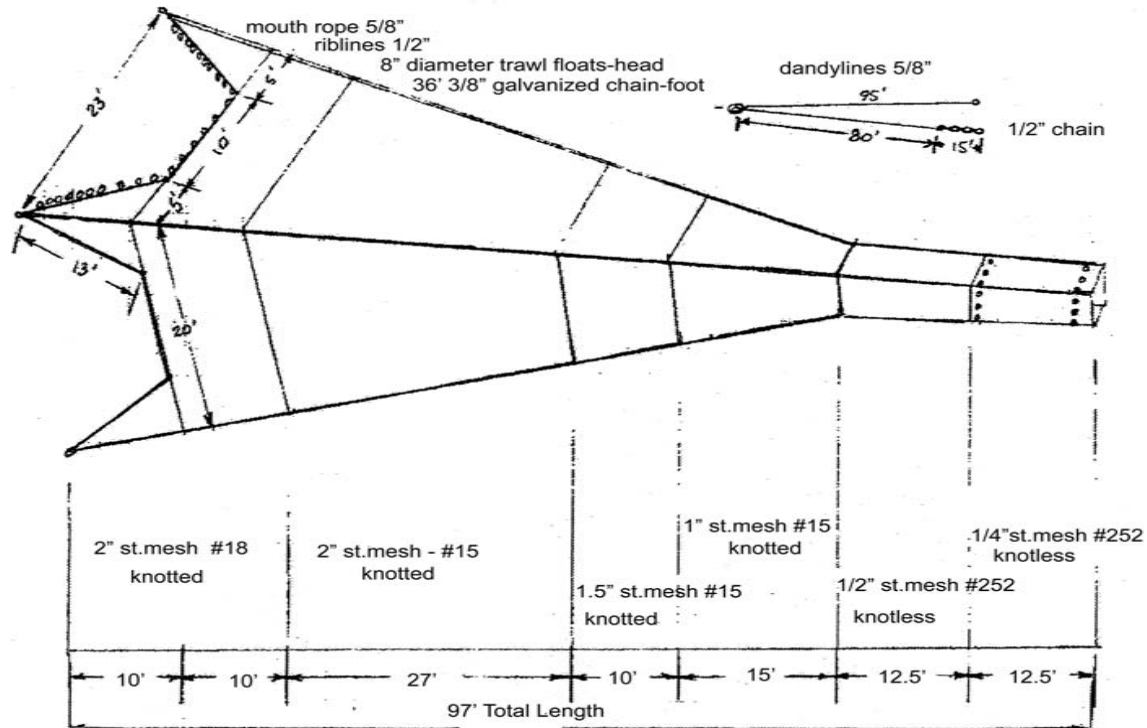 mouth rope 5/8”
riblines 1/2”
8” diameter trawl floats-head
36’ 3/8” galvanized chain-foot
dandylines 5/8”
95'
80'
15'
1/2” chain
23'
5'
10'
5'
13'
20'
2” st.mesh #18
knotted
2” st.mesh - #15
knotted
1.5” st.mesh #15
knotted
1” st.mesh #15
knotted
1/2” st.mesh #252
knotless
1/4”st.mesh #252
knotless
10’ 10’ 27’ 10’ 15’ 12.5’ 12.5’
97’ Total Length